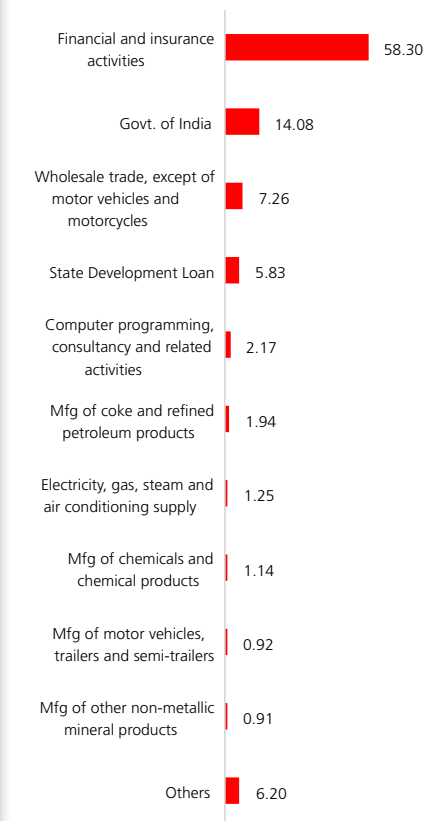 Financial and insurance
activities
58.30
Govt. of India
14.08
Wholesale trade, except of
motor vehicles and
motorcycles
7.26
State Development Loan
5.83
Computer programming,
consultancy and related
activities
2.17
Mfg of coke and refined
petroleum products
1.94
Electricity, gas, steam and
air conditioning supply
1.25
Mfg of chemicals and
chemical products
1.14
Mfg of motor vehicles,
trailers and semi-trailers
0.92
Mfg of other non-metallic
mineral products
0.91
Others
6.20